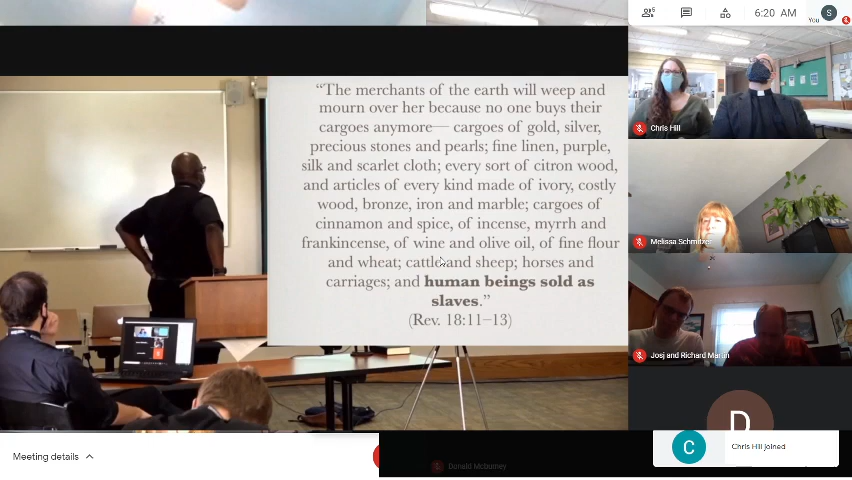 6:20 AM
You
S
"The merchants of the earth will weep and
mourn over her because no one buys their
cargoes anymore— cargoes of gold, silver,
precious stones and pearls; fine linen, purple,
silk and scarlet cloth; every sort of citron wood,
and articles of every kind made of ivory, costly
wood, bronze, iron and marble; cargoes of
cinnamon and spice, of incense, myrrh and
frankincense, of wine and olive oil, of fine flour
and wheat; cattle and sheep; horses and
carriages; and human beings sold as
slaves."
(Rev. 18:11–13)
Chris Hill
Melissa Schmitzer
Josj and Richard Martin
D
Donald Mcburney
C
Chris Hill joined
Meeting details